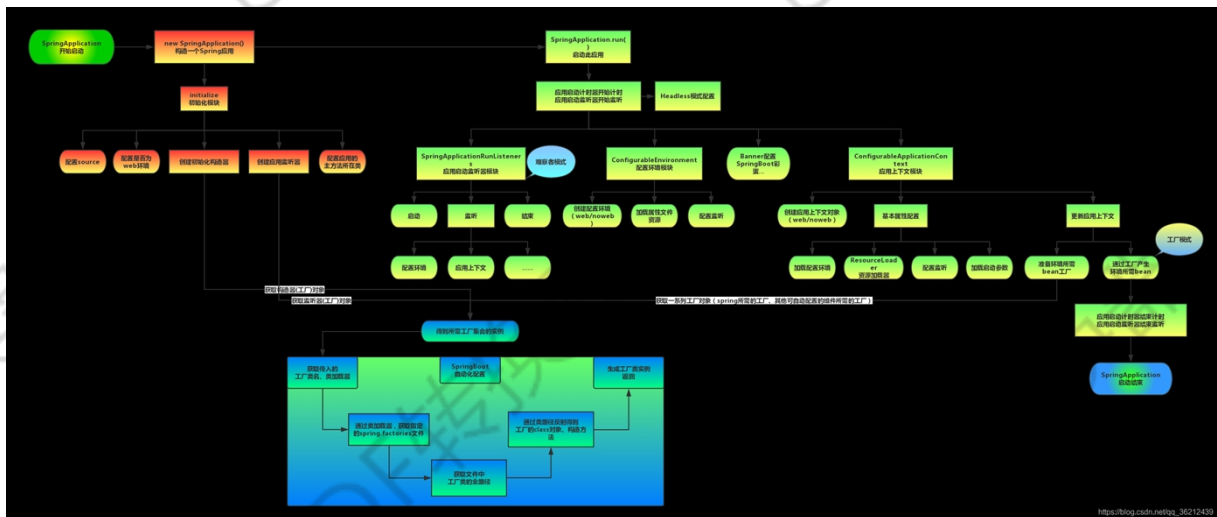 SpringApplication
开始启动
new SpringApplication()
构造一个Spring应用
SpringApplication.run(
)
启动此应用
initialize
初始化模块
应用启动计时器开始计时
应用启动监听器开始监听
Headless模式配置
配置source
配置是否为
web环境
创建初始化构造器
创建应用监听器
配置应用的
主方法所在类
SpringApplicationRunListener
s
应用启动监听器模块
观察者模式
ConfigurableEnvironment
配置环境模块
Banner配置
SpringBoot彩
蛋...
ConfigurableApplicationCon
text
应用上下文模块
启动
监听
结束
创建配置环境
(web/noweb
)
加载属性文件
资源
配置监听
创建应用上下文对象
(web/noweb)
基本属性配置
更新应用上下文
配置环境
应用上下文
......
加载配置环境
ResourceLoad
er
资源加载器
配置监听
加载启动参数
准备环境所需
bean工厂
通过工厂产生
环境所需bean
工厂模式
获取构造器(工厂)对象
获取监听器(工厂)对象
获取一系列工厂对象(spring所需的工厂、其他可自动配置的组件所需的工厂)
得到所需工厂集合的实例
应用启动计时器结束计时
应用启动监听器结束监听
SpringApplication
启动结束
获取传入的
工厂类名、类加载器
SpringBoot
自动化配置
生成工厂类实例
返回
通过类加载器,获取指定
的spring.factories文件
通过类路径反射得到
工厂的class对象、构造方
法
获取文件中
工厂类的全路径
https://blog.csdn.net/qq_36212439